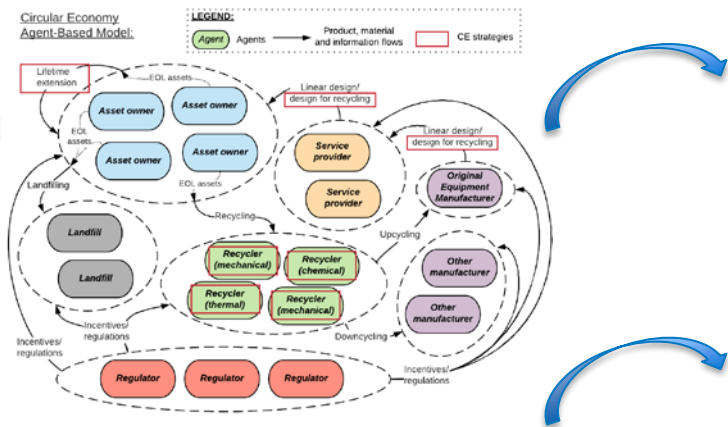 Circular Economy
Agent-Based Model:
LEGEND:
Agent
Agents
Product, material
and information flows
CE strategies
Lifetime
extension
EOL assets
Asset owner
Asset owner
EOL
assets
Asset owner
Asset owner
EOL assets
Landfilling
Linear design/
design for recycling
Service
provider
Service
provider
Linear design/
design for recycling
Original
Equipment
Manufacturer
Recycling
Upcycling
Landfill
Landfill
Recycler
(mechanical)
Recycler
(chemical)
Recycler
(thermal)
Recycler
(mechanical)
Other
manufacturer
Other
manufacturer
Downcycling
Incentives/
regulations
Incentives/
regulations
Regulator
Regulator
Regulator
Incentives/
regulations